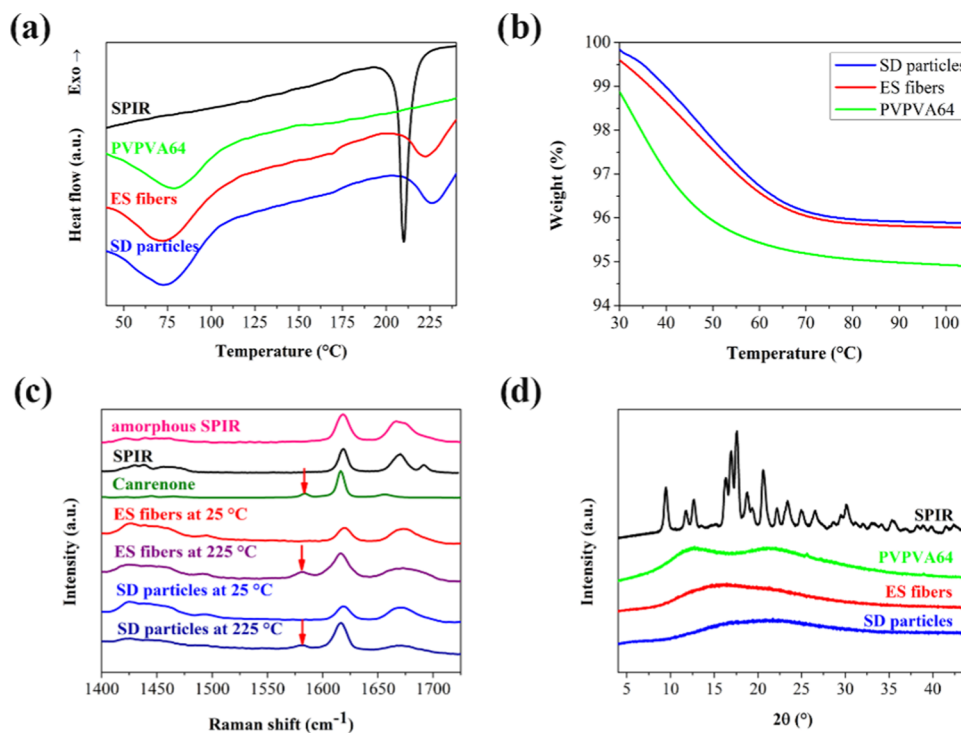 (a)
Exo →
Heat flow (a.u.)
SPIR
PVPVA64
ES fibers
SD particles
50 75 100 125 150 175 200 225
Temperature (°C)
(b)
Weight (%)
100
99
98
97
96
95
94
SD particles
ES fibers
PVPVA64
30 40 50 60 70 80 90 100
Temperature (°C)
(c)
Intensity (a.u.)
amorphous SPIR
SPIR
Canrenone
ES fibers at 25 °C
ES fibers at 225 °C
SD particles at 25 °C
SD particles at 225 °C
1400 1450 1500 1550 1600 1650 1700
Raman shift (cm⁻¹)
(d)
Intensity (a.u.)
SPIR
PVPVA64
ES fibers
SD particles
5 10 15 20 25 30 35 40
2θ (°)